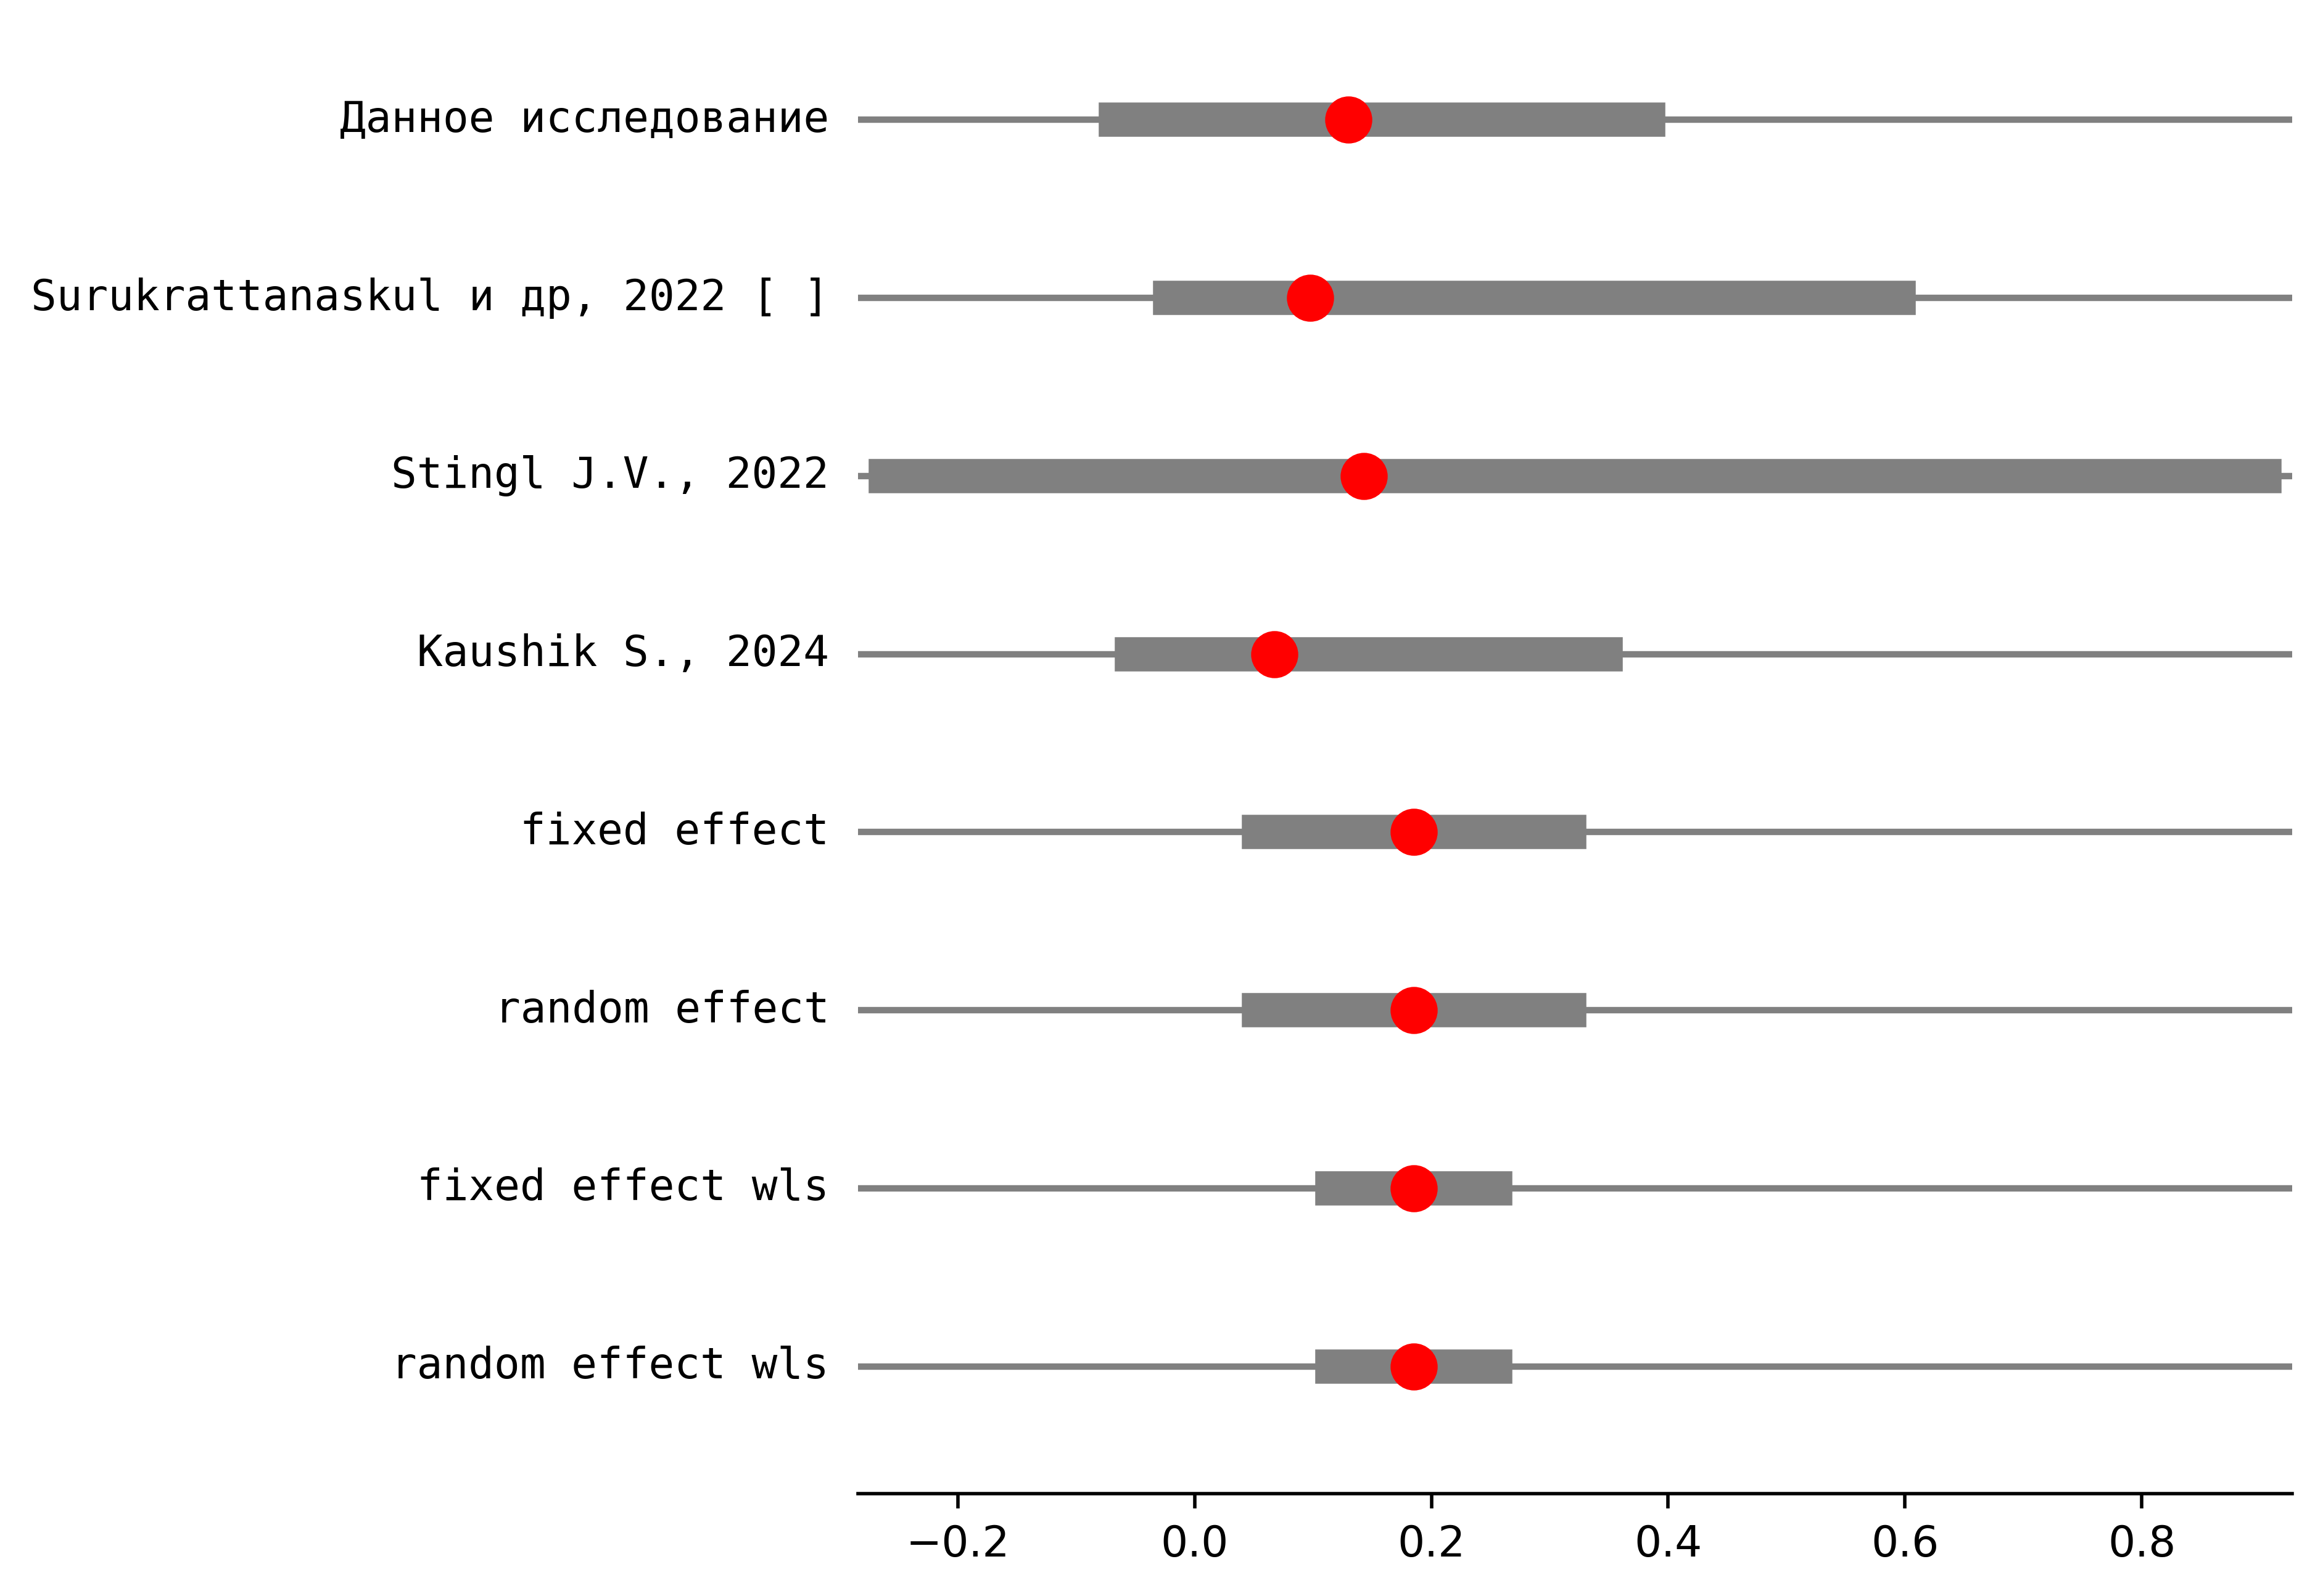 Данное исследование
Surukrattanaskul и др, 2022 [ ]
Stingl J.V., 2022
Kaushik S., 2024
fixed effect
random effect
fixed effect wls
random effect wls
−0.2 0.0 0.2 0.4 0.6 0.8